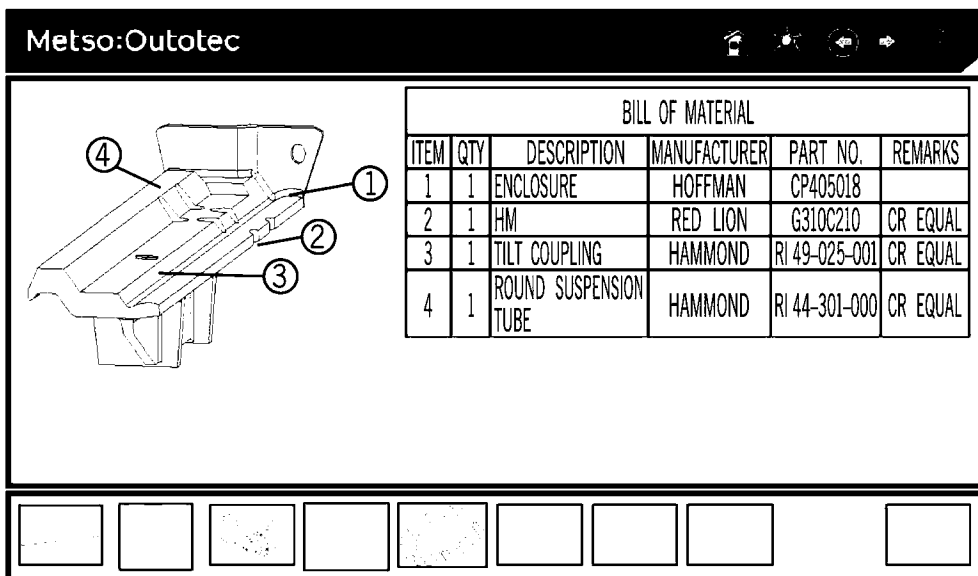 Metso:Outotec
BILL OF MATERIAL
ITEM QTY DESCRIPTION MANUFACTURER PART NO. REMARKS
1 1 ENCLOSURE HOFFMAN CP405018
2 1 HM RED LION G310C210 CR EQUAL
3 1 TILT COUPLING HAMMOND RI 49-025-001 CR EQUAL
4 1 ROUND SUSPENSION TUBE HAMMOND RI 44-301-000 CR EQUAL
4
1
2
3